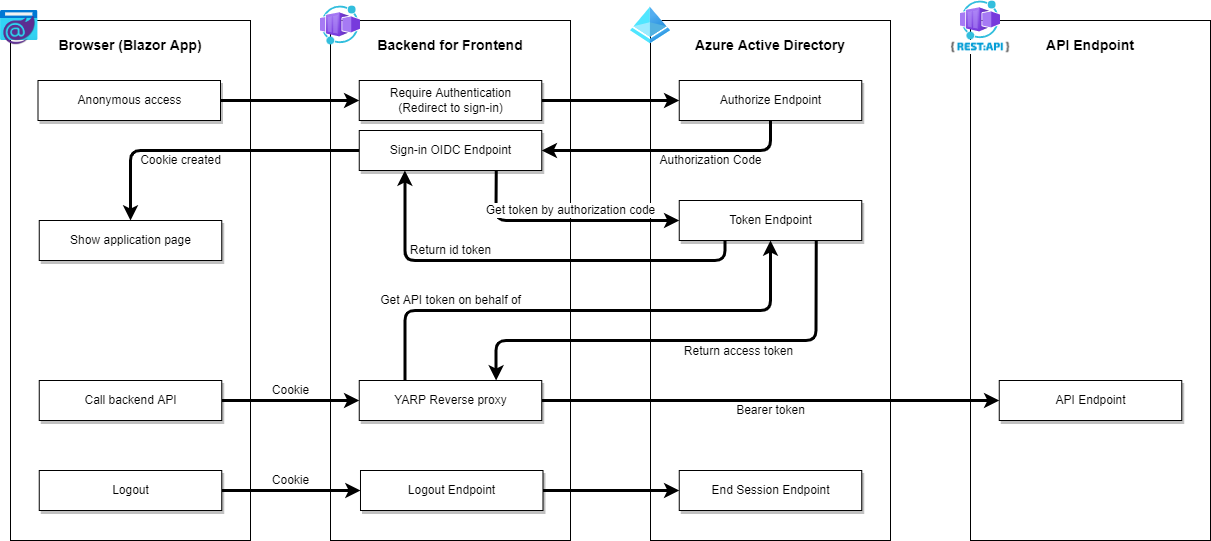 Browser (Blazor App)
Backend for Frontend
Azure Active Directory
{ REST:API }
API Endpoint
Anonymous access
Require Authentication
(Redirect to sign-in)
Authorize Endpoint
Sign-in OIDC Endpoint
Cookie created
Authorization Code
Get token by authorization code
Token Endpoint
Show application page
Return id token
Get API token on behalf of
Return access token
Call backend API
Cookie
YARP Reverse proxy
Bearer token
API Endpoint
Logout
Cookie
Logout Endpoint
End Session Endpoint